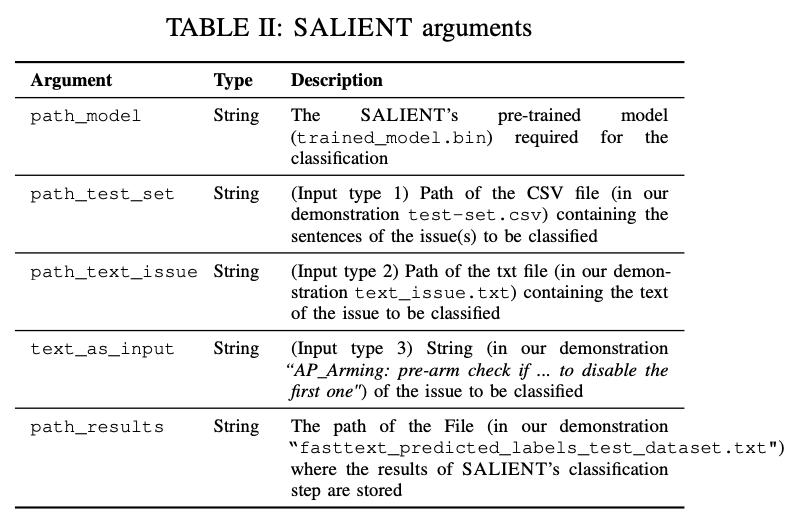 TABLE II: SALIENT arguments
Argument Type Description
path_model String The SALIENT's pre-trained model
(trained_model.bin) required for the
classification
path_test_set String (Input type 1) Path of the CSV file (in our
demonstration test-set.csv) containing the
sentences of the issue(s) to be classified
path_text_issue String (Input type 2) Path of the txt file (in our demon-
stration text_issue.txt) containing the text
of the issue to be classified
text_as_input String (Input type 3) String (in our demonstration
“AP_Arming: pre-arm check if ... to disable the
first one") of the issue to be classified
path_results String The path of the File (in our demonstration
“fasttext_predicted_labels_test_dataset.txt")
where the results of SALIENT's classification
step are stored